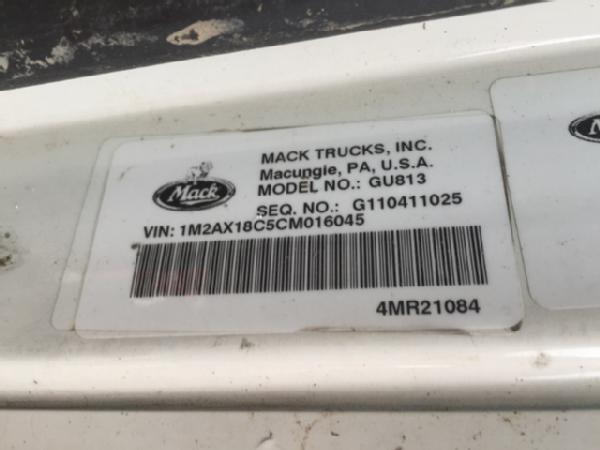 Mack
MACK TRUCKS, INC.
Macungie, PA, U.S.A.
MODEL NO.: GU813
SEQ. NO.: G110411025
VIN: 1M2AX18C5CM016045
4MR21084